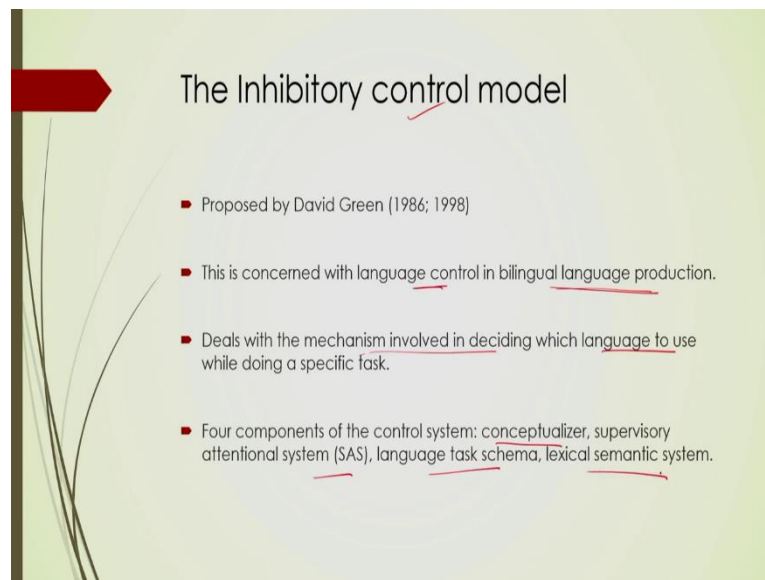 The Inhibitory control model
Proposed by David Green (1986; 1998)
This is concerned with language control in bilingual language production.
Deals with the mechanism involved in deciding which language to use
while doing a specific task.
Four components of the control system: conceptualizer, supervisory
attentional system (SAS), language task schema, lexical semantic system.